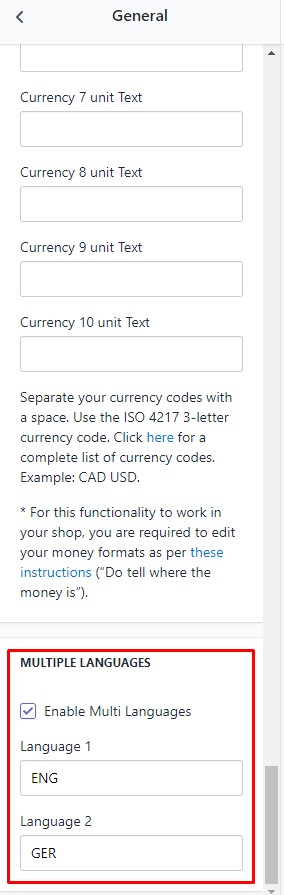 General
Currency 7 unit Text
Currency 8 unit Text
Currency 9 unit Text
Currency 10 unit Text
Separate your currency codes with
a space. Use the ISO 4217 3-letter
currency code. Click here for a
complete list of currency codes.
Example: CAD USD.
* For this functionality to work in
your shop, you are required to edit
your money formats as per these
instructions (“Do tell where the
money is”).
MULTIPLE LANGUAGES
Enable Multi Languages
Language 1
ENG
Language 2
GER